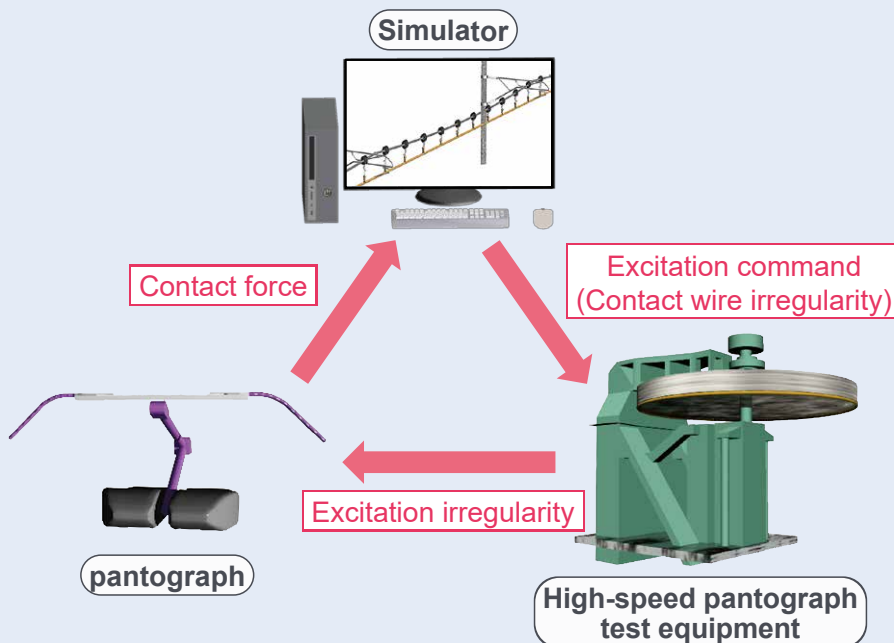 Simulator
Contact force
Excitation command
(Contact wire irregularity)
Excitation irregularity
pantograph
High-speed pantograph
test equipment